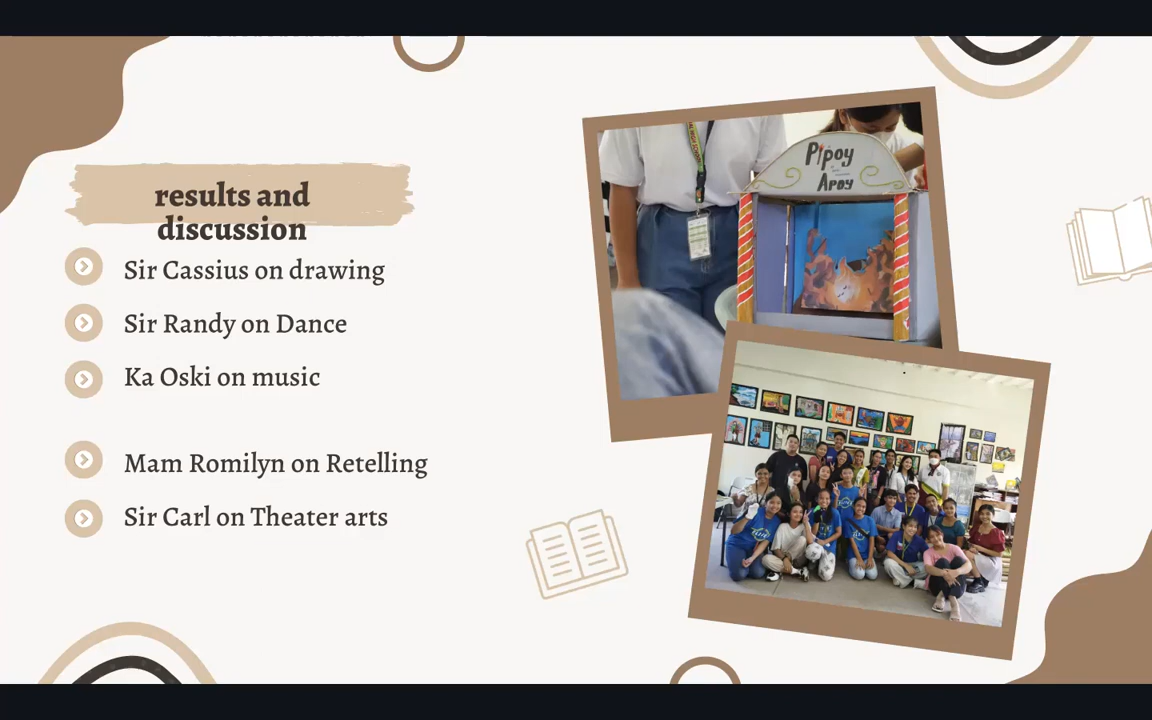 results and
discussion
Sir Cassius on drawing
Sir Randy on Dance
Ka Oski on music
Mam Romilyn on Retelling
Sir Carl on Theater arts
Pipoy
Apoy